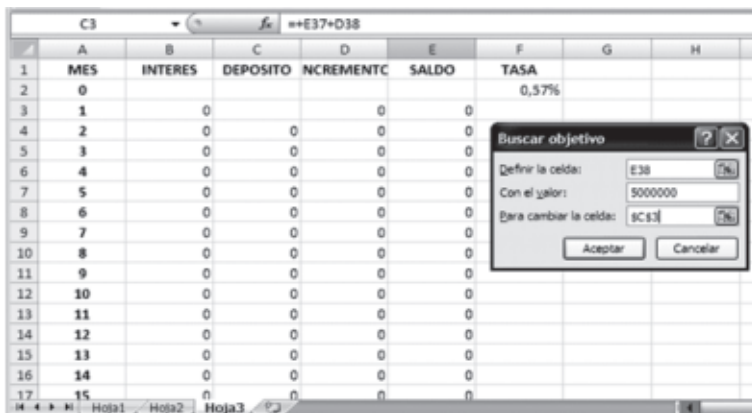 C3 fx =+E37+D38
A B C D E F G H
1 MES INTERES DEPOSITO NCREMENTC SALDO TASA
2 0 0,57%
3 1 0 0 0
4 2 0 0 0 0
5 3 0 0 0 0
6 4 0 0 0 0
7 5 0 0 0 0
8 6 0 0 0 0
9 7 0 0 0 0
10 8 0 0 0 0
11 9 0 0 0 0
12 10 0 0 0 0
13 11 0 0 0 0
14 12 0 0 0 0
15 13 0 0 0 0
16 14 0 0 0 0
17 15 0 0 0 0
Hoja1 Hoja2 Hoja3
Buscar objetivo
Definir la celda: E38
Con el valor: 5000000
Para cambiar la celda: $C$3
Aceptar Cancelar